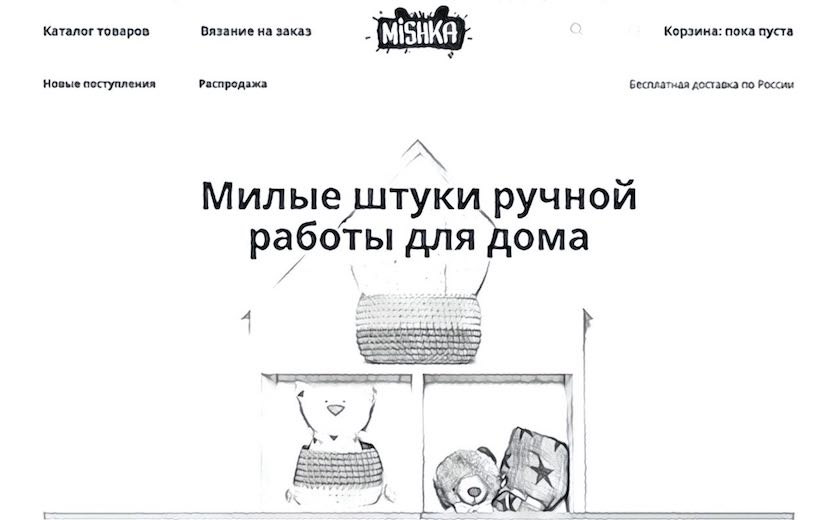 Каталог товаров
Вязание на заказ
MiSHKA
Корзина: пока пуста
Новые поступления
Распродажа
Бесплатная доставка по России
Милые штуки ручной
работы для дома